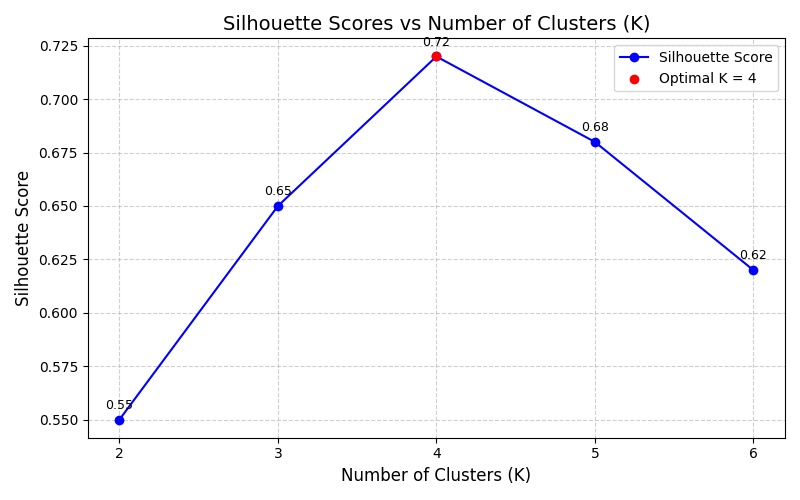 Silhouette Scores vs Number of Clusters (K)
Silhouette Score
Optimal K = 4
0.725
0.700
0.675
0.650
0.625
0.600
0.575
0.550
Silhouette Score
0.55
0.65
0.72
0.68
0.62
2 3 4 5 6
Number of Clusters (K)